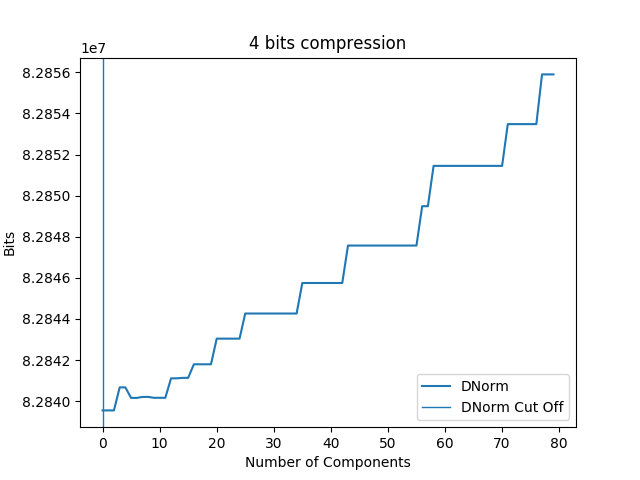 4 bits compression
1e7
8.2856
8.2854
8.2852
8.2850
8.2848
8.2846
8.2844
8.2842
8.2840
Bits
0 10 20 30 40 50 60 70 80
Number of Components
DNorm
DNorm Cut Off